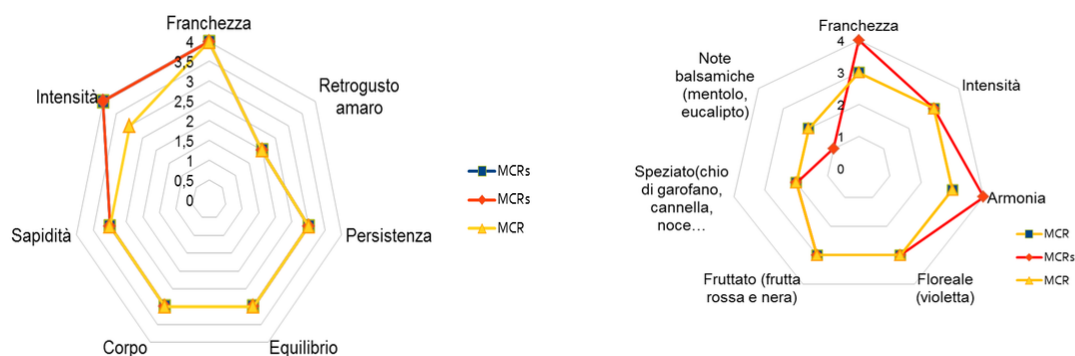 Franchezza
4
3,5
3
2,5
2
1,5
1
0,5
0
Retrogusto
amaro
Persistenza
Equilibrio
Corpo
Sapidità
Intensità
MCRs
MCRs
MCR
Franchezza
4
3
2
1
0
Intensità
Armonia
Floreale
(violetta)
Fruttato (frutta
rossa e nera)
Speziato(chio
di garofano,
cannella,
noce...
Note
balsamiche
(mentolo,
eucalipto)
MCR
MCRs
MCR